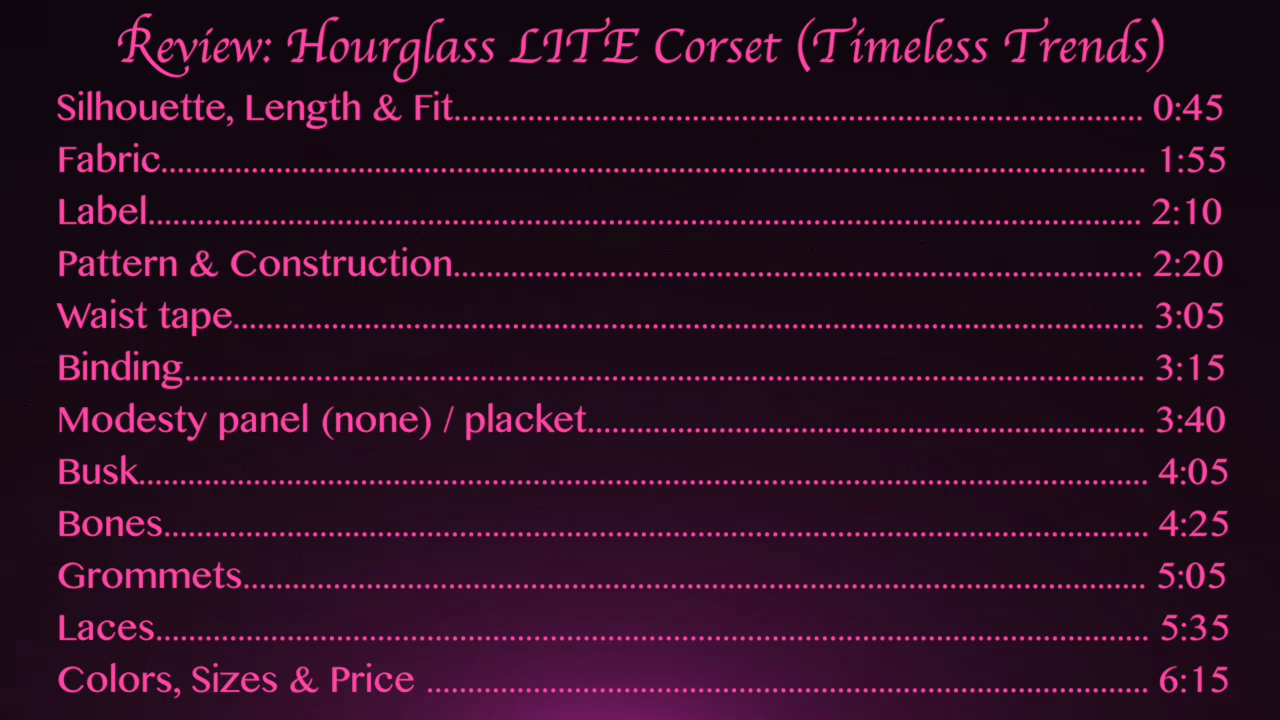 Review: Hourglass LITE Corset (Timeless Trends)
Silhouette, Length & Fit........................................................................ 0:45
Fabric........................................................................................................... 1:55
Label............................................................................................................. 2:10
Pattern & Construction........................................................................ 2:20
Waist tape.................................................................................................. 3:05
Binding........................................................................................................ 3:15
Modesty panel (none) / placket.......................................................... 3:40
Busk.............................................................................................................. 4:05
Bones........................................................................................................... 4:25
Grommets................................................................................................. 5:05
Laces............................................................................................................ 5:35
Colors, Sizes & Price .............................................................................. 6:15